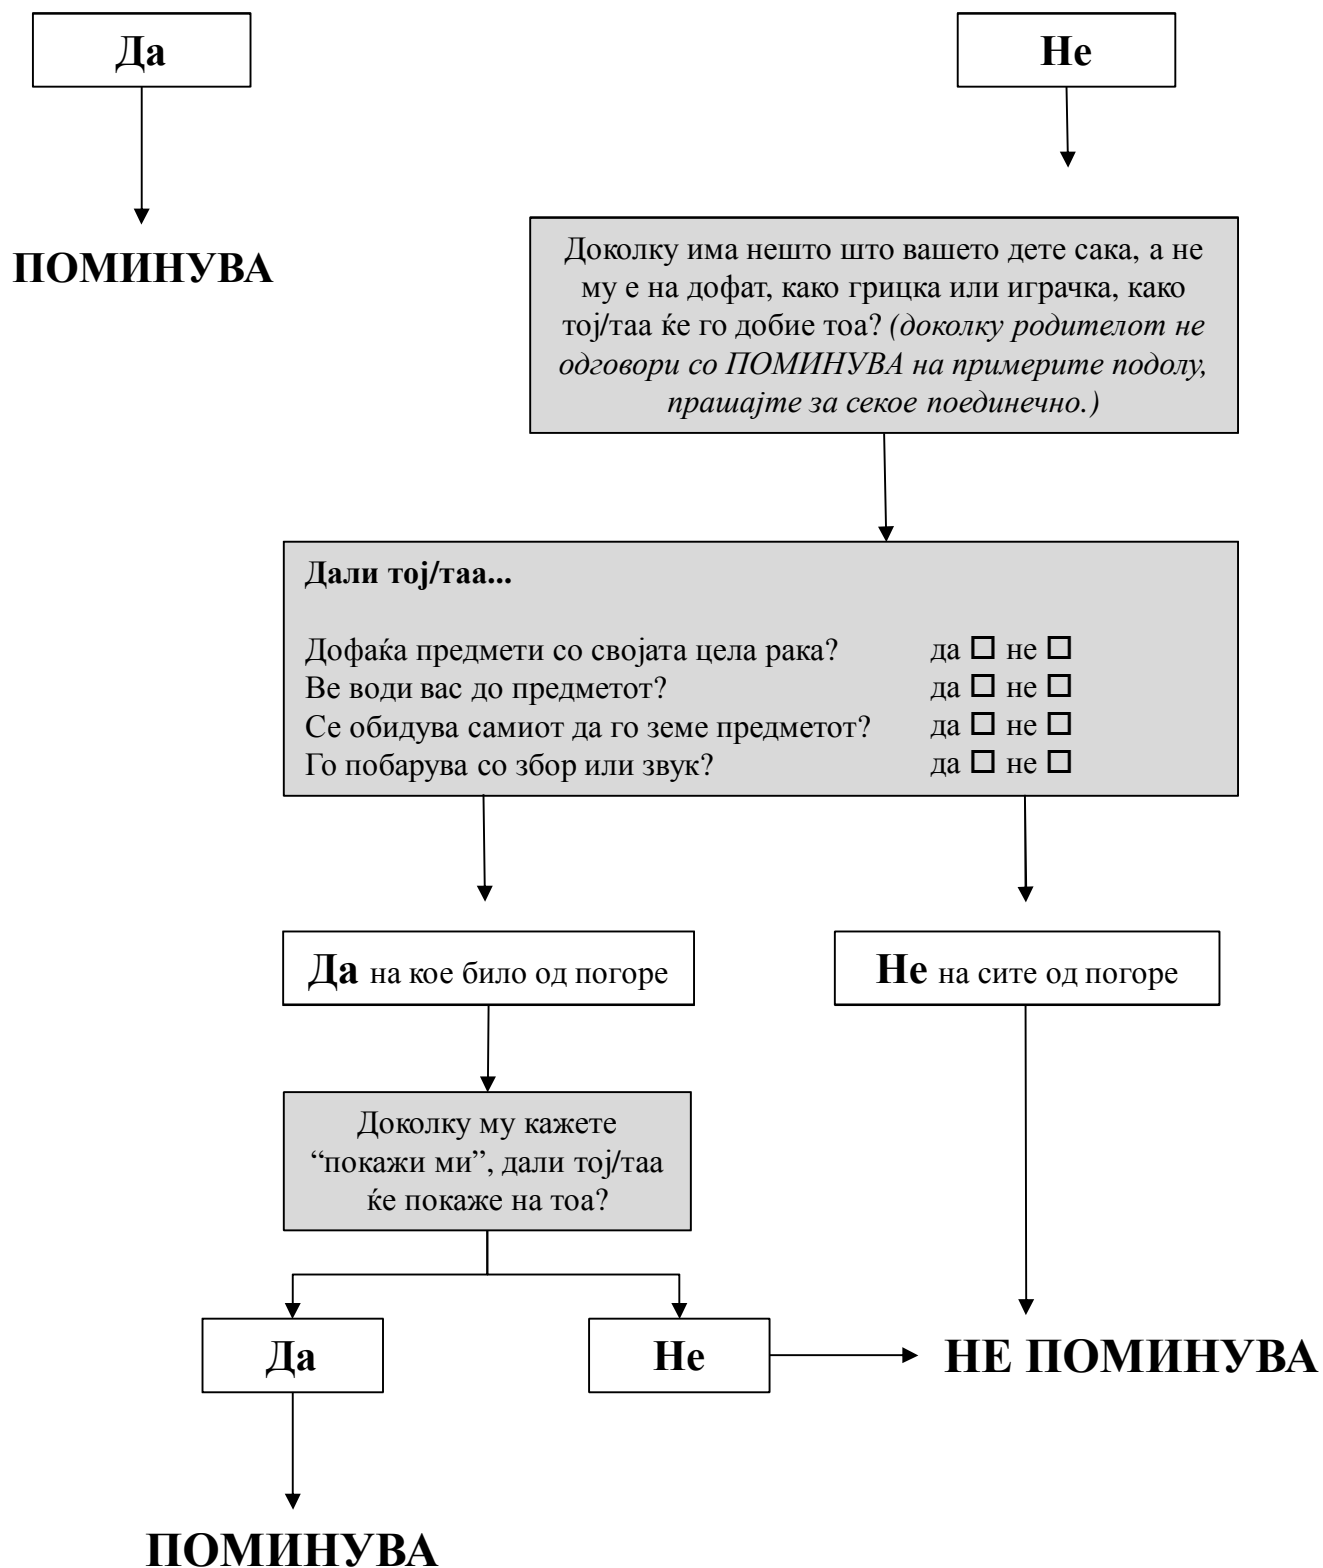 Да
Не
ПОМИНУВА
Доколку има нешто што вашето дете сака, а не
му е на дофат, како грицка или играчка, како
тој/таа ќе го добие тоа? (доколку родителот не
одговори со ПОМИНУВА на примерите подолу,
прашајте за секое поединечно.)
Дали тој/таа...
Дофаќа предмети со својата цела рака? да ☐ не ☐
Ве води вас до предметот? да ☐ не ☐
Се обидува самиот да го земе предметот? да ☐ не ☐
Го побарува со збор или звук? да ☐ не ☐
Да на кое било од погоре
Не на сите од погоре
Доколку му кажете
“покажи ми”, дали тој/таа
ќе покаже на тоа?
Да
Не
НЕ ПОМИНУВА
ПОМИНУВА